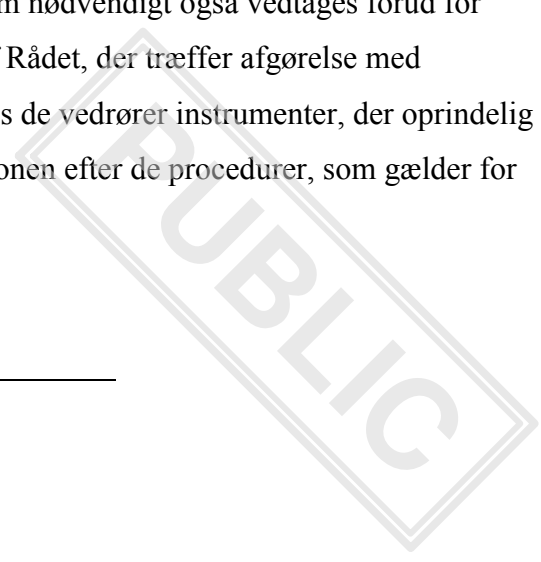 nødvendigt også vedtages forud for
Rådet, der træffer afgørelse med
de vedrører instrumenter, der oprindelig
efter de procedurer, som gælder for
PUBLIC